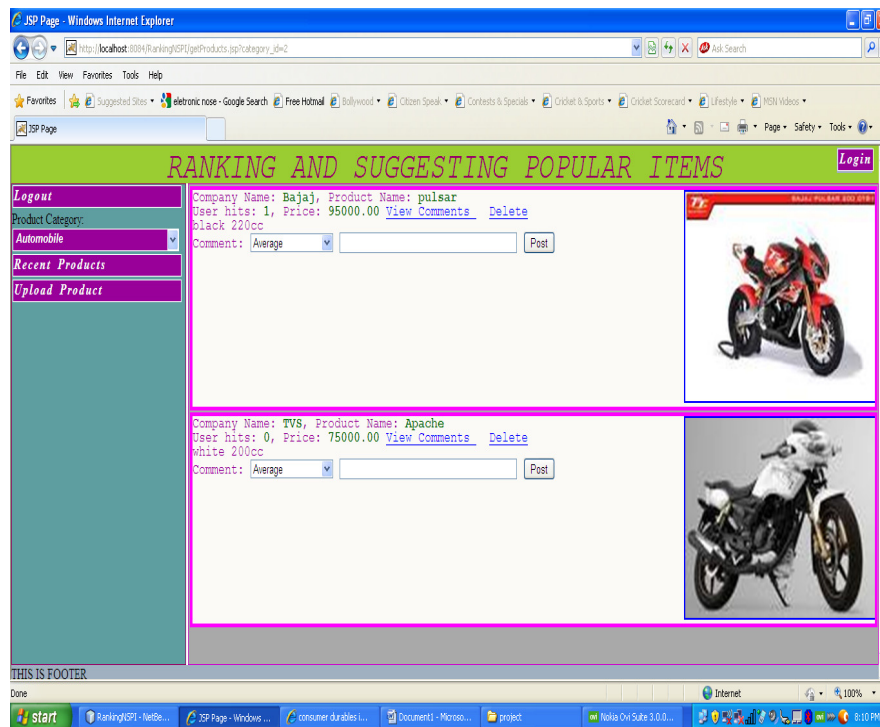 JSP Page - Windows Internet Explorer
http://localhost:8084/RankingNSPI/getProducts.jsp?category_id=2
Ask Search
File Edit View Favorites Tools Help
Favorites Suggested Sites eletronic nose - Google Search Free Hotmail Bollywood Citizen Speak Contests & Specials Cricket & Sports Cricket Scorecard Lifestyle MSN Videos
JSP Page Page Safety Tools
RANKING AND SUGGESTING POPULAR ITEMS
Login
Logout
Product Category:
Automobile
Recent Products
Upload Product
Company Name: Bajaj, Product Name: pulsar
User hits: 1, Price: 95000.00 View Comments Delete
black 220cc
Comment: Average Post
BAJAJ PULSAR 200
Company Name: TVS, Product Name: Apache
User hits: 0, Price: 75000.00 View Comments Delete
white 200cc
Comment: Average Post
THIS IS FOOTER
Done Internet 100%
start RankingNSPI - NetBe... JSP Page - Windows ... consumer durables i... Document1 - Microso... project Nokia Ovi Suite 3.0.0... 8:10 PM